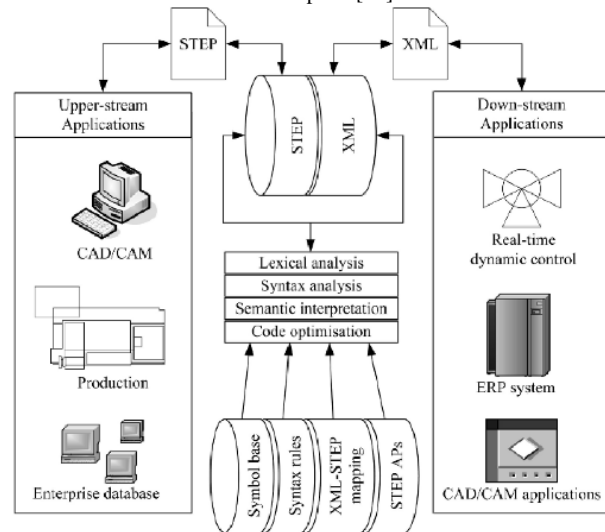 STEP
XML
Upper-stream
Applications
CAD/CAM
Production
Enterprise database
STEP
XML
Lexical analysis
Syntax analysis
Semantic interpretation
Code optimisation
Symbol base
Syntax rules
XML-STEP
mapping
STEP APs
Down-stream
Applications
Real-time
dynamic control
ERP system
CAD/CAM applications